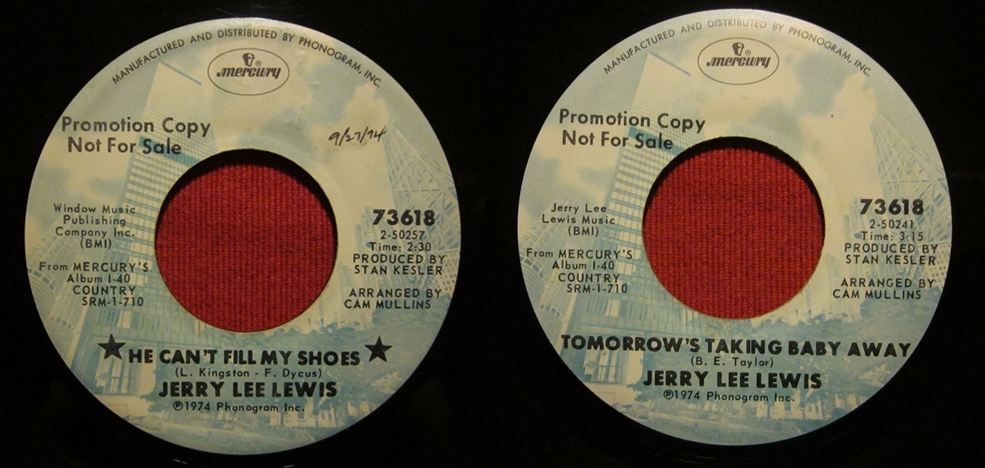 MANUFACTURED AND DISTRIBUTED BY PHONOGRAM, INC.
mercury®
Promotion Copy
Not For Sale
9/27/74
Window Music
Publishing
Company Inc.
(BMI)
From MERCURY'S
Album I-40
COUNTRY
SRM-1-710
73618
2-50257
Time: 2:30
PRODUCED BY
STAN KESLER
ARRANGED BY
CAM MULLINS
★HE CAN'T FILL MY SHOES★
(L. Kingston - F. Dycus)
JERRY LEE LEWIS
℗1974 Phonogram Inc.
MANUFACTURED AND DISTRIBUTED BY PHONOGRAM, INC.
mercury®
Promotion Copy
Not For Sale
Jerry Lee
Lewis Music
(BMI)
From MERCURY'S
Album I-40
COUNTRY
SRM-1-710
73618
2-50241
Time: 3:15
PRODUCED BY
STAN KESLER
ARRANGED BY
CAM MULLINS
TOMORROW'S TAKING BABY AWAY
(B. E. Taylor)
JERRY LEE LEWIS
℗1974 Phonogram Inc.